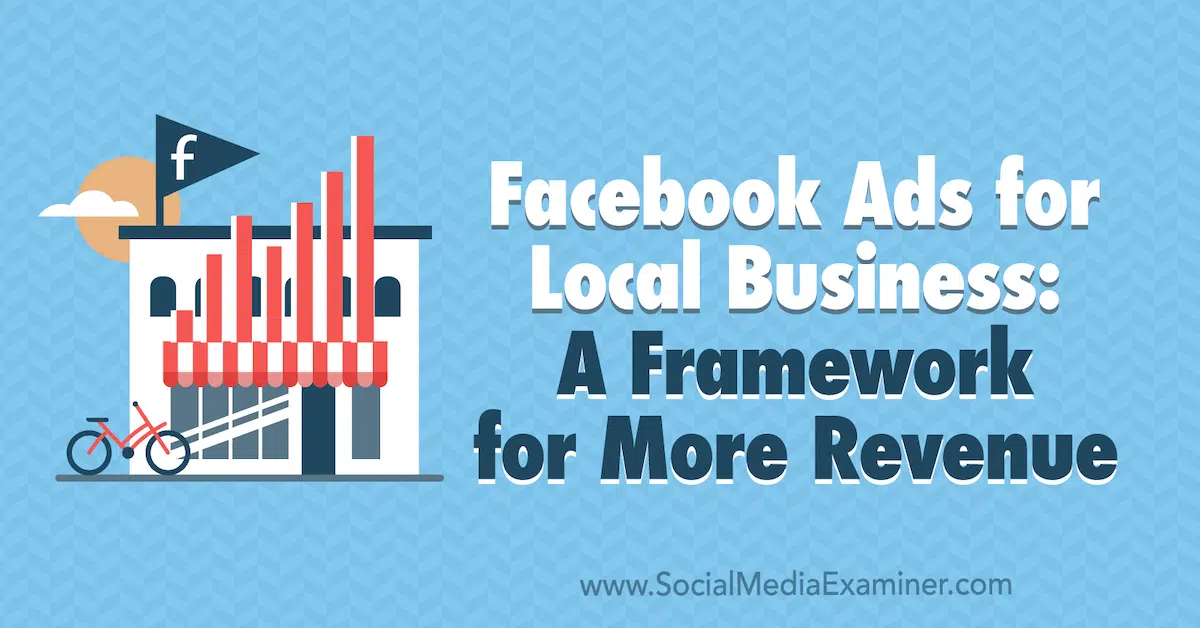 f
Facebook Ads for
Local Business:
A Framework
for More Revenue
www.SocialMediaExaminer.com